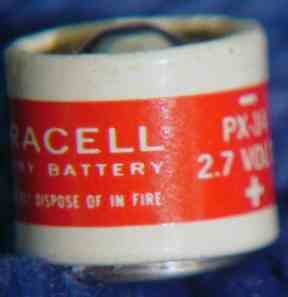 RACELL
RY BATTERY
DISPOSE OF IN FIRE
-
PX-
2.7 VOL
+